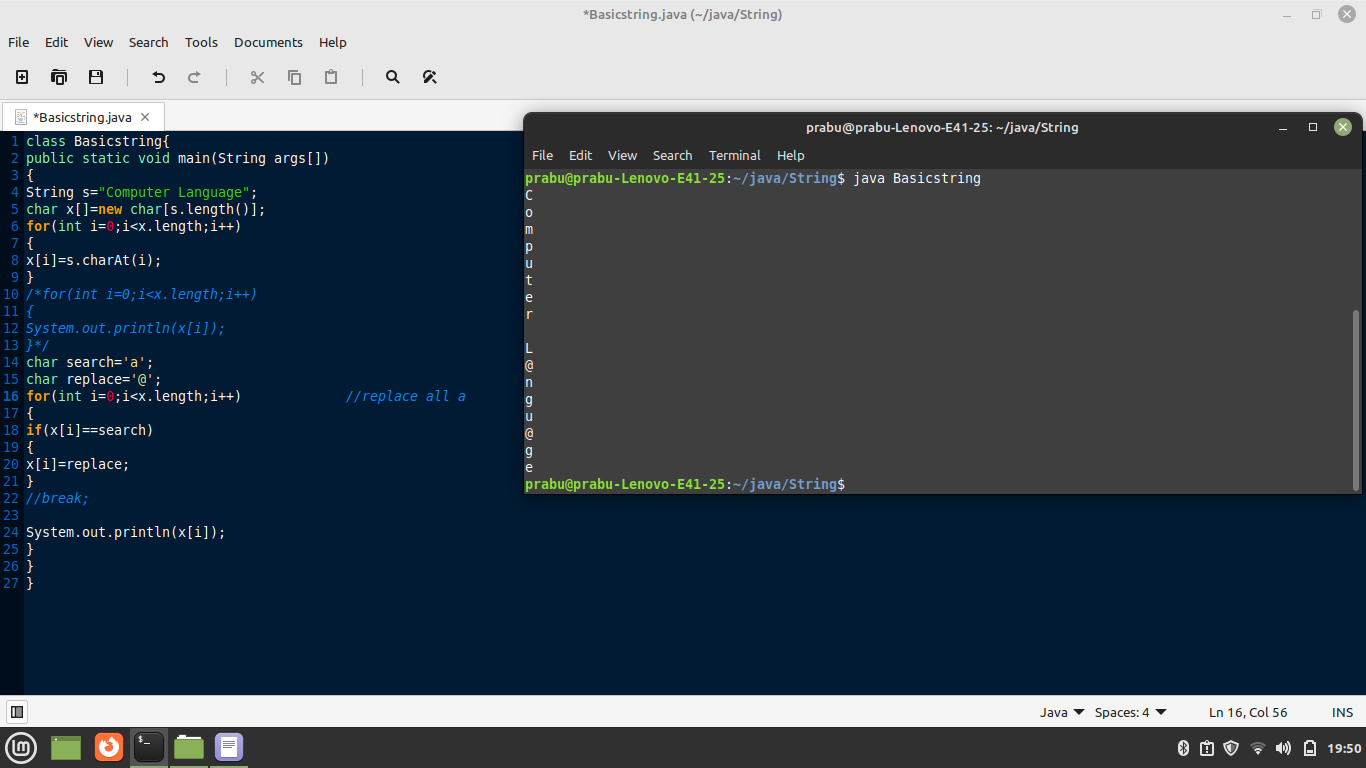 *Basicstring.java (~/java/String)
File Edit View Search Tools Documents Help
*Basicstring.java
1 class Basicstring{
2 public static void main(String args[])
3 {
4 String s="Computer Language";
5 char x[]=new char[s.length()];
6 for(int i=0;i<x.length;i++)
7 {
8 x[i]=s.charAt(i);
9 }
10 /*for(int i=0;i<x.length;i++)
11 {
12 System.out.println(x[i]);
13 }*/
14 char search='a';
15 char replace='@';
16 for(int i=0;i<x.length;i++) //replace all a
17 {
18 if(x[i]==search)
19 {
20 x[i]=replace;
21 }
22 //break;
23
24 System.out.println(x[i]);
25 }
26 }
27 }
prabu@prabu-Lenovo-E41-25: ~/java/String
File Edit View Search Terminal Help
prabu@prabu-Lenovo-E41-25:~/java/String$ java Basicstring
C
o
m
p
u
t
e
r

L
@
n
g
u
@
g
e
prabu@prabu-Lenovo-E41-25:~/java/String$
Java Spaces: 4 Ln 16, Col 56 INS
19:50